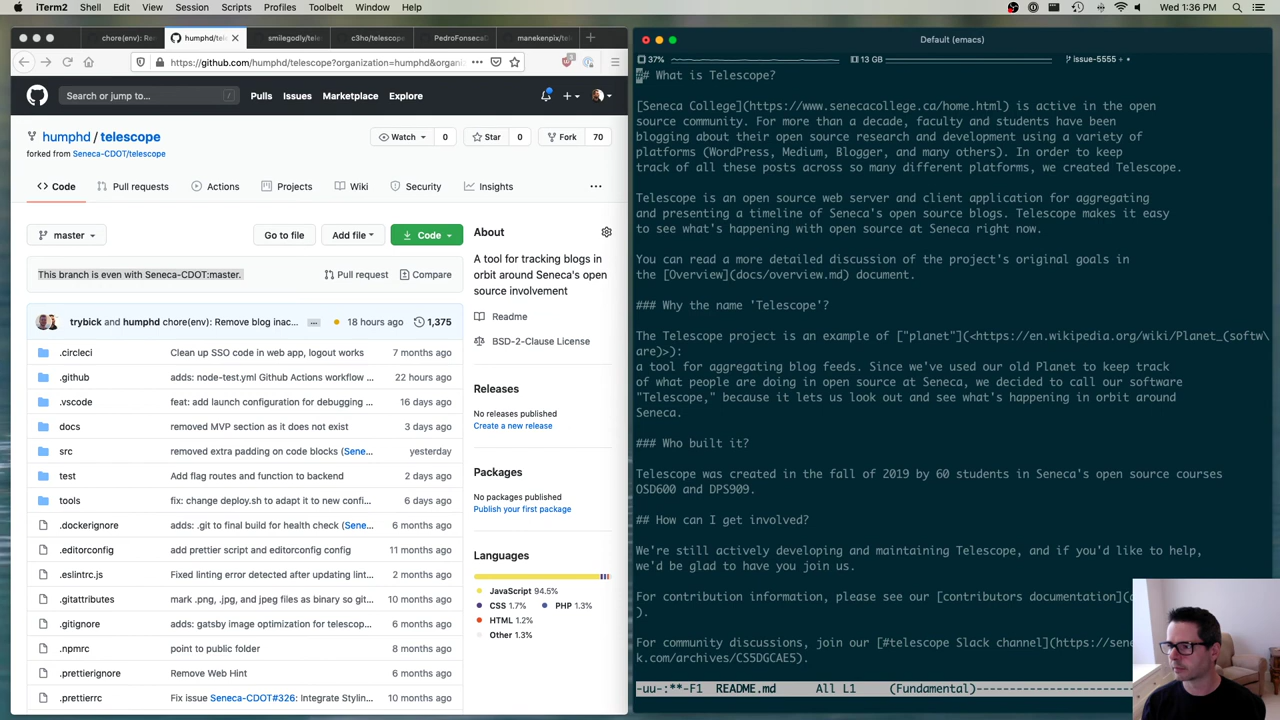 iTerm2 Shell Edit View Session Scripts Profiles Toolbelt Window Help
1:36 PM
chore(env): Re humphd/tele smilegodly/tele c3ho/telescope PedroFonsecaD manekenpix/tel
https://github.com/humphd/telescope?organization=humphd&organi
Search or jump to... / Pulls Issues Marketplace Explore
humphd / telescope Watch 0 Star 0 Fork 70
forked from Seneca-CDOT/telescope
Code Pull requests Actions Projects Wiki Security Insights
master Go to file Add file Code
This branch is even with Seneca-CDOT:master. Pull request Compare
trybick and humphd chore(env): Remove blog inac... 18 hours ago 1,375
.circleci Clean up SSO code in web app, logout works 7 months ago
.github adds: node-test.yml Github Actions workflow ... 22 hours ago
.vscode feat: add launch configuration for debugging ... 16 days ago
docs removed MVP section as it does not exist 3 days ago
src removed extra padding on code blocks (Sene... yesterday
test Add flag routes and function to backend 2 days ago
tools fix: change deploy.sh to adapt it to new confi... 6 days ago
.dockerignore adds: .git to final build for health check (Sene... 6 months ago
.editorconfig add prettier script and editorconfig config 11 months ago
.eslintrc.js Fixed linting error detected after updating lint... 2 months ago
.gitattributes mark .png, .jpg, and jpeg files as binary so git... 10 months ago
.gitignore adds: gatsby image optimization for telescop... 6 months ago
.npmrc point to public folder 8 months ago
.prettierignore Remove Web Hint 7 months ago
.prettierrc Fix issue Seneca-CDOT#326: Integrate Stylin... 10 months ago
About
A tool for tracking blogs in
orbit around Seneca's open
source involvement
Readme
BSD-2-Clause License
Releases
No releases published
Create a new release
Packages
No packages published
Publish your first package
Languages
JavaScript 94.5%
CSS 1.7% PHP 1.3%
HTML 1.2%
Other 1.3%
Default (emacs)
37% 13 GB issue-5555 + •
## What is Telescope?
[Seneca College](https://www.senecacollege.ca/home.html) is active in the open
source community. For more than a decade, faculty and students have been
blogging about their open source research and development using a variety of
platforms (WordPress, Medium, Blogger, and many others). In order to keep
track of all these posts across so many different platforms, we created Telescope.
Telescope is an open source web server and client application for aggregating
and presenting a timeline of Seneca's open source blogs. Telescope makes it easy
to see what's happening with open source at Seneca right now.
You can read a more detailed discussion of the project's original goals in
the [Overview](docs/overview.md) document.
### Why the name 'Telescope'?
The Telescope project is an example of ["planet"](<https://en.wikipedia.org/wiki/Planet_(softw\
are)>):
a tool for aggregating blog feeds. Since we've used our old Planet to keep track
of what people are doing in open source at Seneca, we decided to call our software
"Telescope," because it lets us look out and see what's happening in orbit around
Seneca.
### Who built it?
Telescope was created in the fall of 2019 by 60 students in Seneca's open source courses
OSD600 and DPS909.
## How can I get involved?
We're still actively developing and maintaining Telescope, and if you'd like to help,
we'd be glad to have you join us.
For contribution information, please see our [contributors documentation](
).
For community discussions, join our [#telescope Slack channel](https://sene
k.com/archives/CS5DGCAE5).
-uu-:**-F1 README.md All L1 (Fundamental)